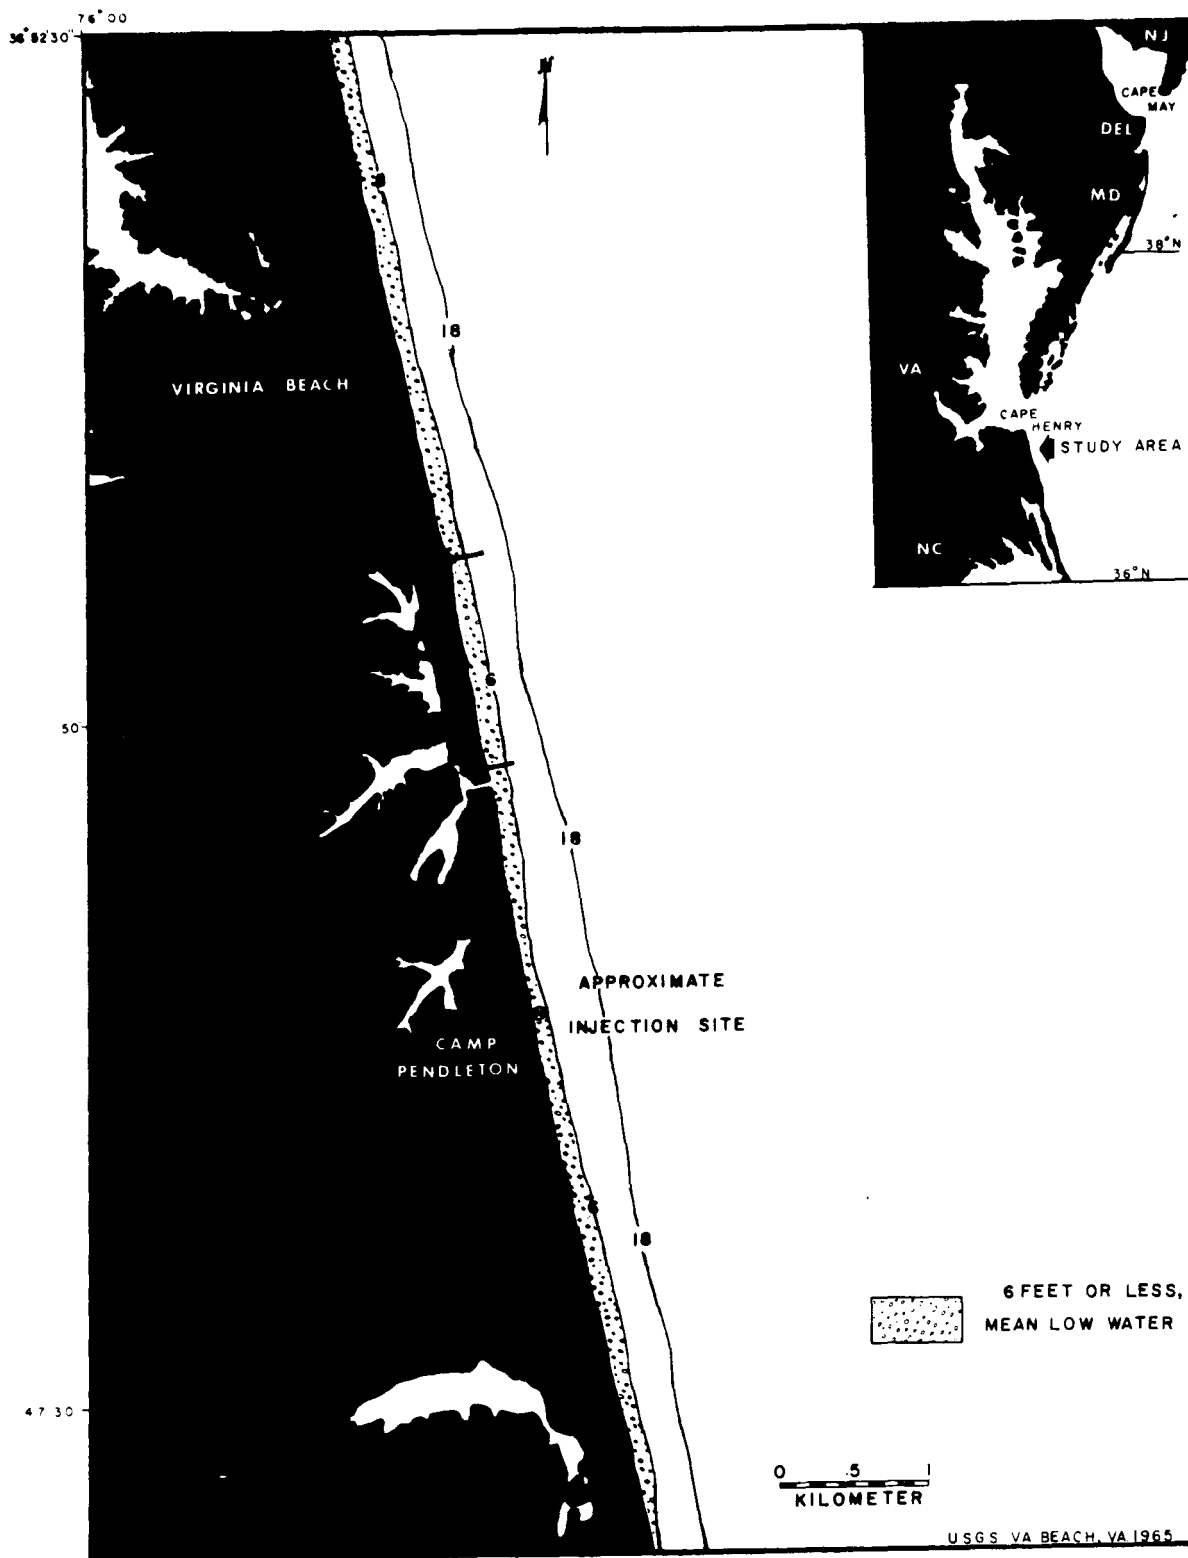 76°00
36°52'30"
N
NJ
CAPE
MAY
DEL
MD
38°N
VA
CAPE
HENRY
STUDY AREA
NC
36°N
6
18
VIRGINIA BEACH
6
50
18
APPROXIMATE
INJECTION SITE
CAMP
PENDLETON
6
18
6 FEET OR LESS,
MEAN LOW WATER
47 30
0 .5 1
KILOMETER
USGS VA BEACH, VA 1965